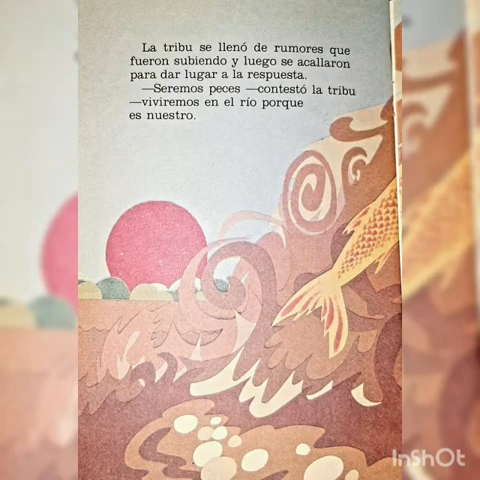 La tribu se llenó de rumores que
fueron subiendo y luego se acallaron
para dar lugar a la respuesta.
—Seremos peces —contestó la tribu
—viviremos en el río porque
es nuestro.
InShOt